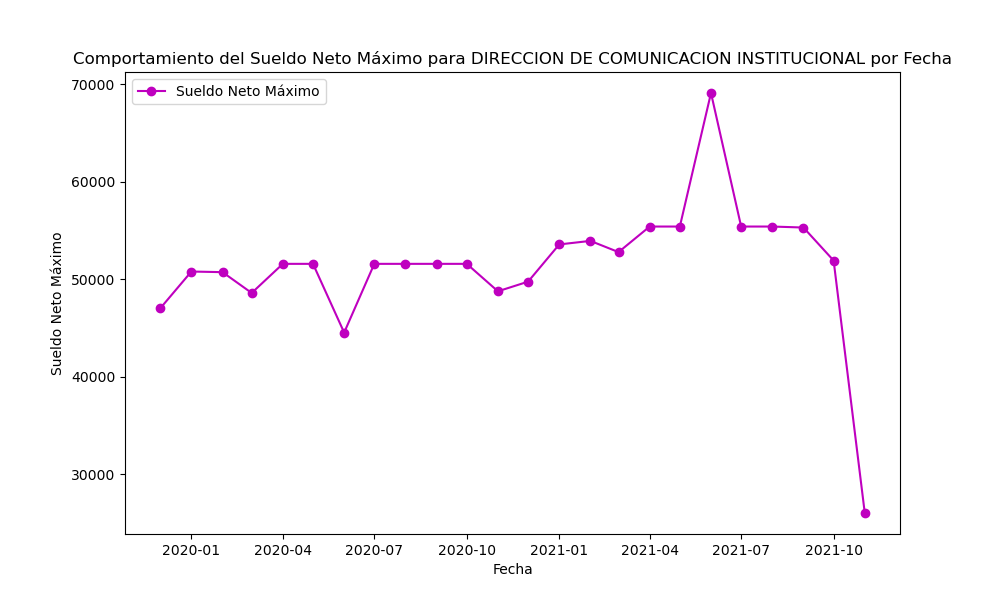 Comportamiento del Sueldo Neto Máximo para DIRECCION DE COMUNICACION INSTITUCIONAL por Fecha
Sueldo Neto Máximo
70000
60000
50000
40000
30000
Sueldo Neto Máximo
2020-01 2020-04 2020-07 2020-10 2021-01 2021-04 2021-07 2021-10
Fecha